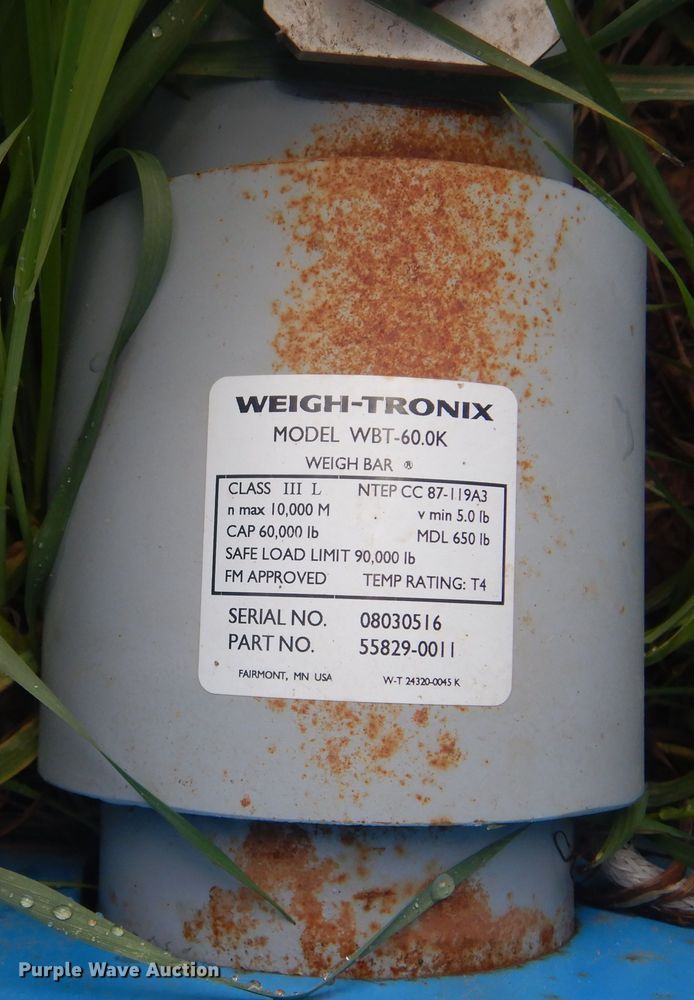 WEIGH-TRONIX
MODEL WBT-60.0K
WEIGH BAR ®
CLASS III L NTEP CC 87-119A3
n max 10,000 M v min 5.0 lb
CAP 60,000 lb MDL 650 lb
SAFE LOAD LIMIT 90,000 lb
FM APPROVED TEMP RATING: T4
SERIAL NO. 08030516
PART NO. 55829-0011
FAIRMONT, MN USA W-T 24320-0045 K
Purple Wave Auction